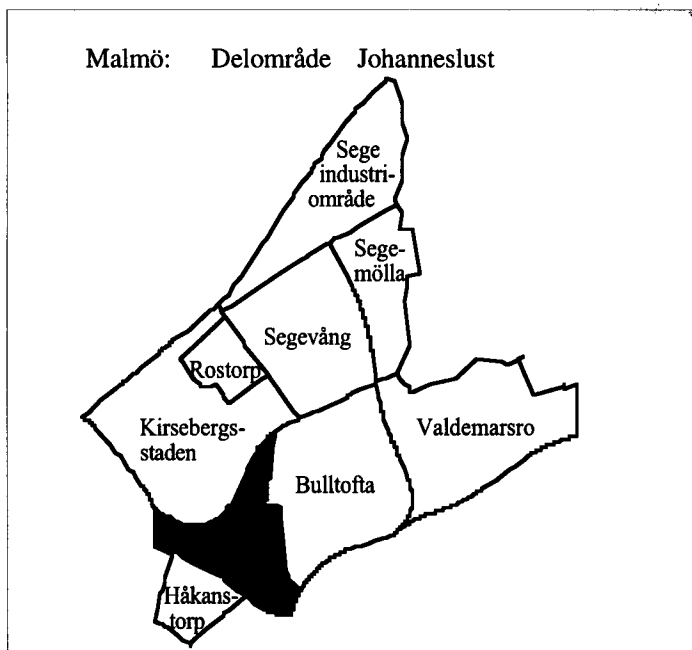 Malmö: Delområde Johanneslust
Sege
industri-
område
Sege-
mölla
Segevång
Rostorp
Kirsebergs-
staden
Valdemarsro
Bulltofta
Håkans-
torp